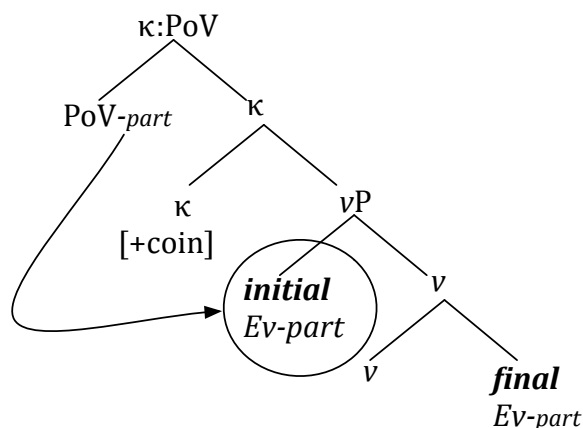 κ:PoV
PoV-part κ
κ vP
[+coin]
initial v
Ev-part
v final
Ev-part